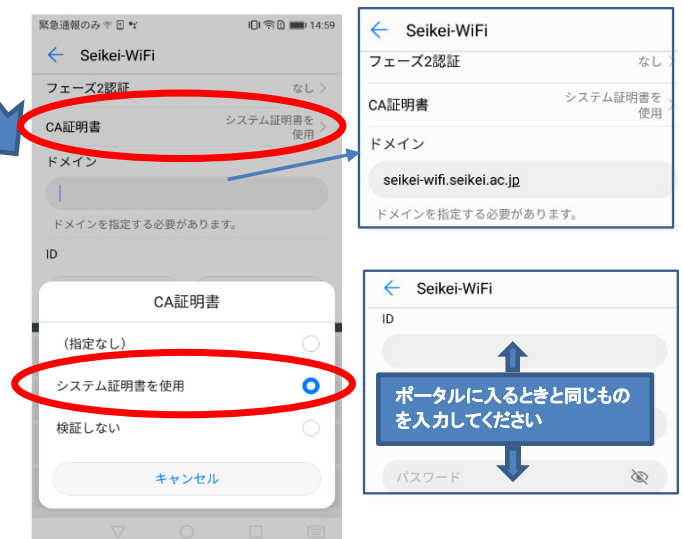 緊急通報のみ 14:59
Seikei-WiFi
フェーズ2認証 なし
CA証明書 システム証明書を
使用
ドメイン
ドメインを指定する必要があります。
ID
CA証明書
（指定なし）
システム証明書を使用
検証しない
キャンセル
Seikei-WiFi
フェーズ2認証 なし
CA証明書 システム証明書を
使用
ドメイン
seikei-wifi.seikei.ac.jp
ドメインを指定する必要があります。
Seikei-WiFi
ID
ポータルに入るときと同じもの
を入力してください
パスワード